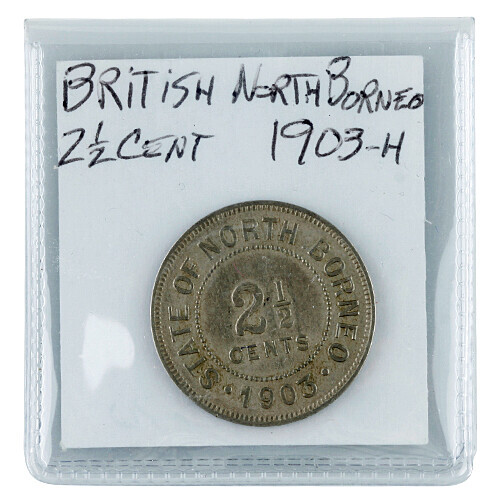 BRITISH NORTH BORNEO
2½ CENT 1903-H
STATE OF NORTH BORNEO
2½
CENTS
· 1903 ·